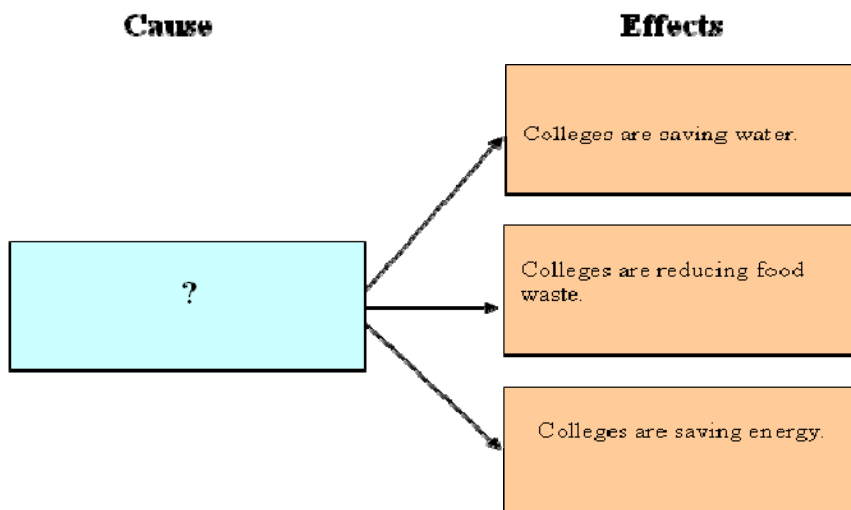 Cause
Effects
Colleges are saving water.
?
Colleges are reducing food
waste.
Colleges are saving energy.